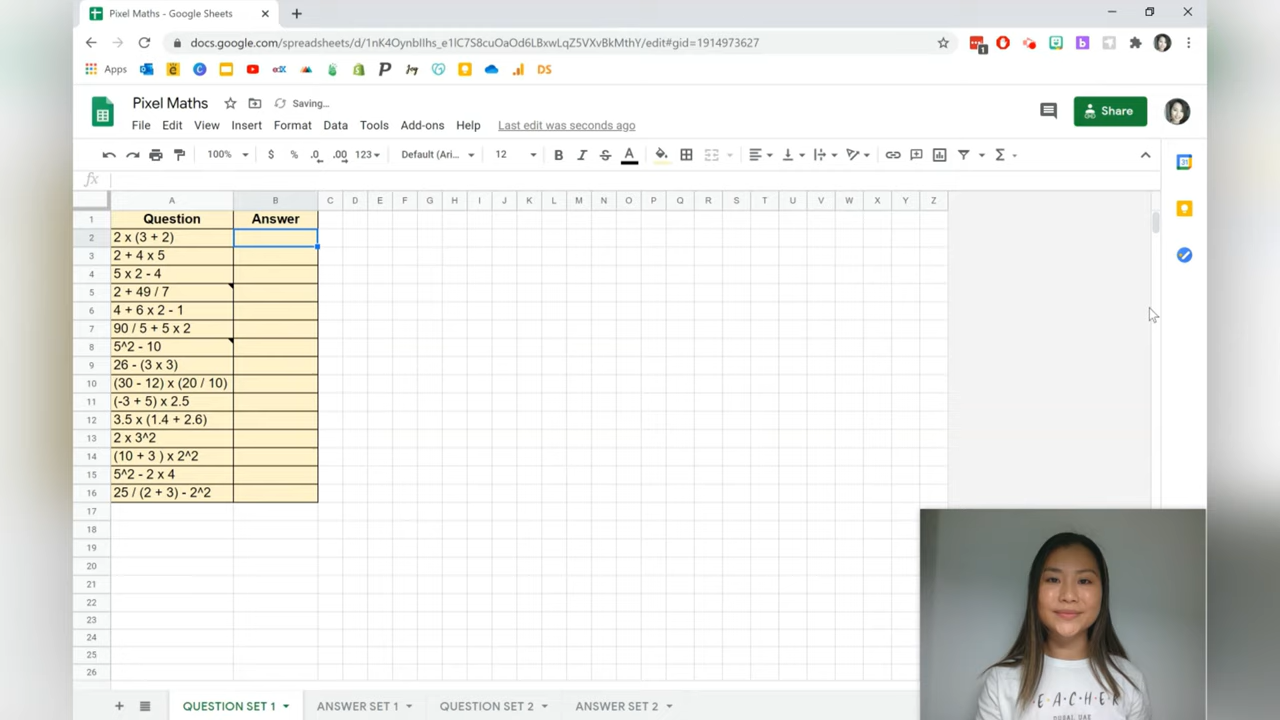 Pixel Maths - Google Sheets
docs.google.com/spreadsheets/d/1nK4OynbIlhs_e1lC7S8cuOaOd6LBxwLqZ5VXvBkMthY/edit#gid=1914973627
Apps
DS
Pixel Maths
Saving...
Share
File Edit View Insert Format Data Tools Add-ons Help Last edit was seconds ago
100% $ % .0 .00 123 Default (Ari... 12 B I S A
fx
A B C D E F G H I J K L M N O P Q R S T U V W X Y Z
1 Question Answer
2 2 x (3 + 2)
3 2 + 4 x 5
4 5 x 2 - 4
5 2 + 49 / 7
6 4 + 6 x 2 - 1
7 90 / 5 + 5 x 2
8 5^2 - 10
9 26 - (3 x 3)
10 (30 - 12) x (20 / 10)
11 (-3 + 5) x 2.5
12 3.5 x (1.4 + 2.6)
13 2 x 3^2
14 (10 + 3 ) x 2^2
15 5^2 - 2 x 4
16 25 / (2 + 3) - 2^2
17
18
19
20
21
22
23
24
25
26
E·A·C·H·E
QUESTION SET 1 ANSWER SET 1 QUESTION SET 2 ANSWER SET 2